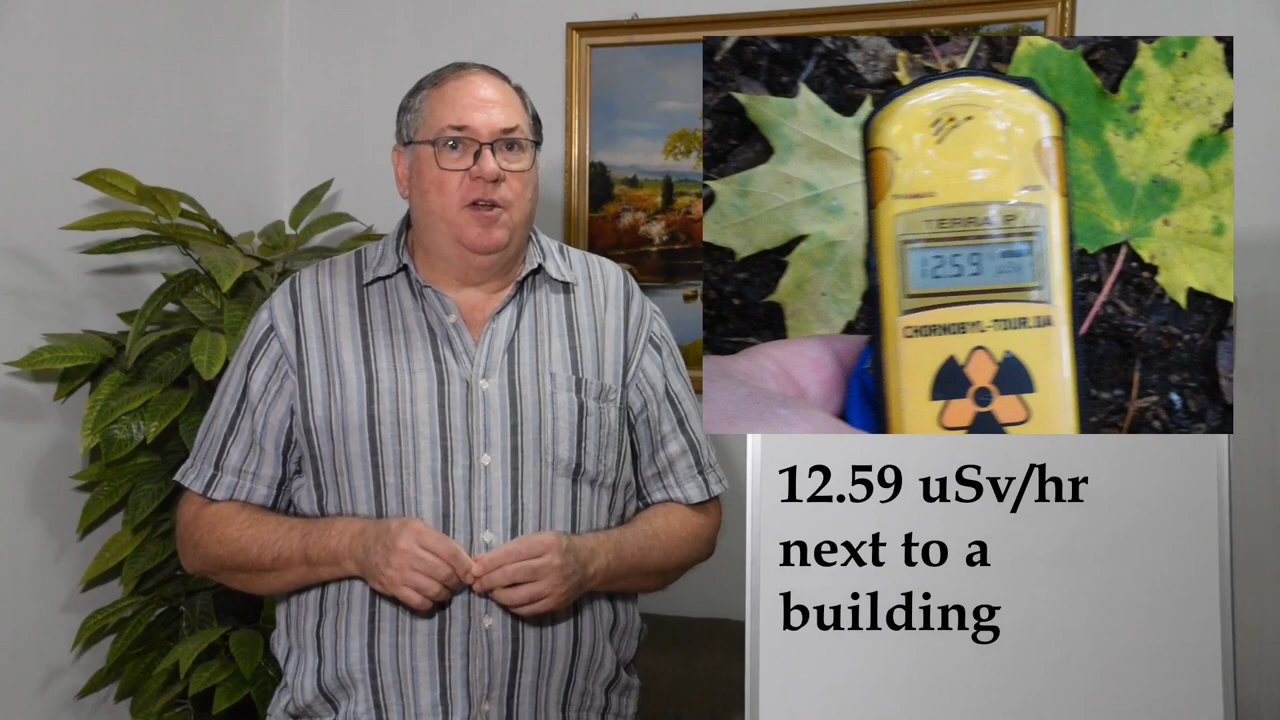 TERRA-P
12.59
CHORNOBYL-TOUR.UA
12.59 uSv/hr
next to a
building